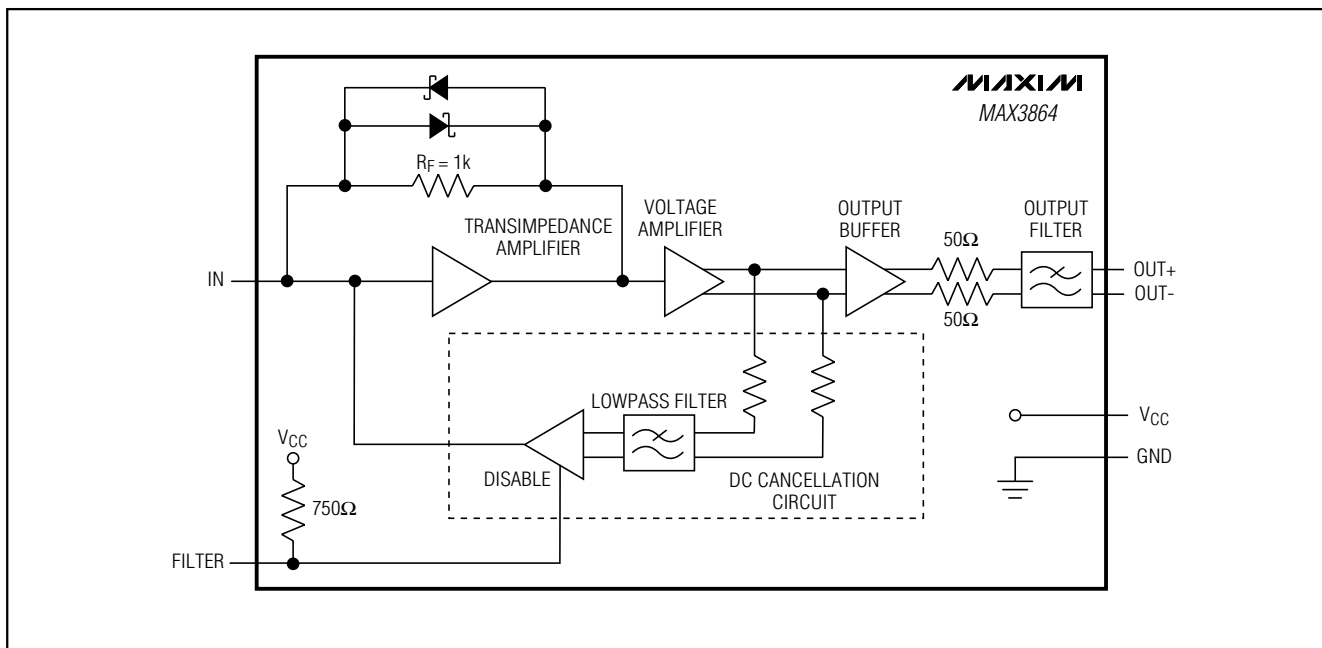 MAXIM
MAX3864
RF = 1k
TRANSIMPEDANCE
AMPLIFIER
VOLTAGE
AMPLIFIER
OUTPUT
BUFFER
OUTPUT
FILTER
50Ω
50Ω
IN
OUT+
OUT-
LOWPASS FILTER
DISABLE
DC CANCELLATION
CIRCUIT
VCC
750Ω
FILTER
VCC
GND